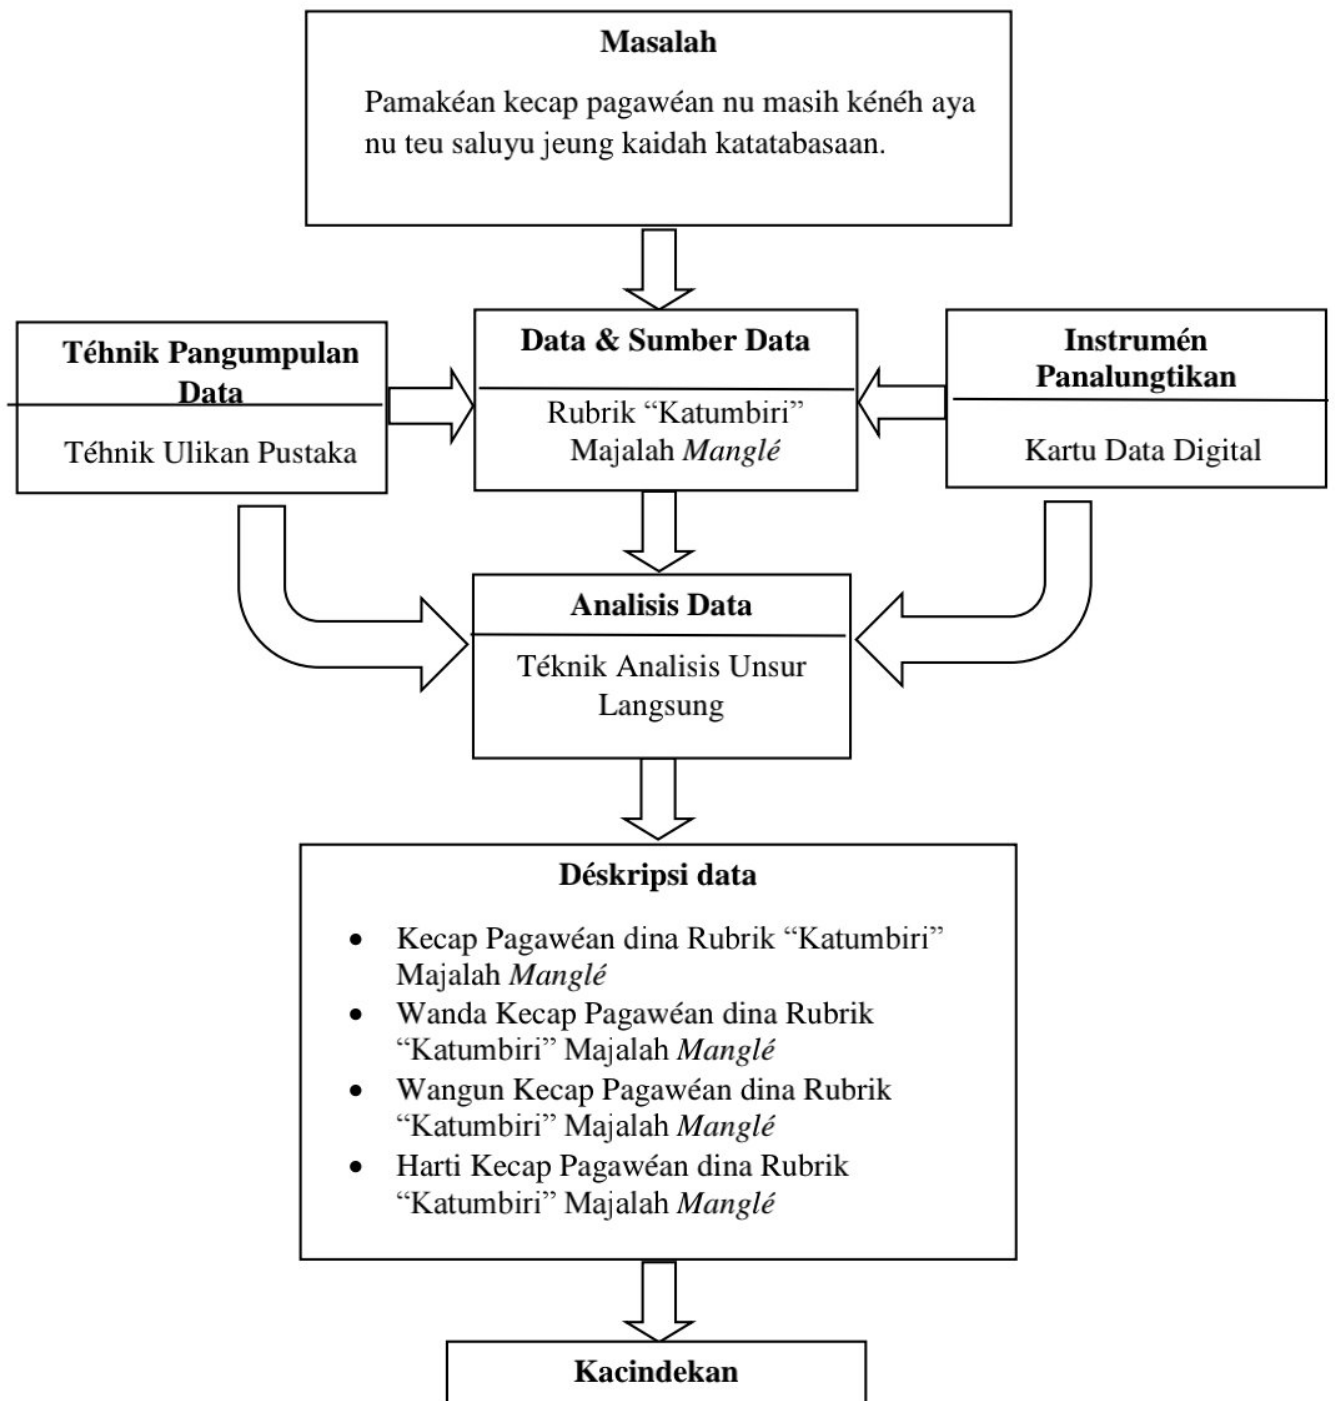 Masalah
Pamakéan kecap pagawéan nu masih kénéh aya
nu teu saluyu jeung kaidah katatabasaan.
Téhnik Pangumpulan
Data
Téhnik Ulikan Pustaka
Data & Sumber Data
Rubrik “Katumbiri”
Majalah Manglé
Instrumén
Panalungtikan
Kartu Data Digital
Analisis Data
Téknik Analisis Unsur
Langsung
Déskripsi data
• Kecap Pagawéan dina Rubrik “Katumbiri”
Majalah Manglé
• Wanda Kecap Pagawéan dina Rubrik
“Katumbiri” Majalah Manglé
• Wangun Kecap Pagawéan dina Rubrik
“Katumbiri” Majalah Manglé
• Harti Kecap Pagawéan dina Rubrik
“Katumbiri” Majalah Manglé
Kacindekan